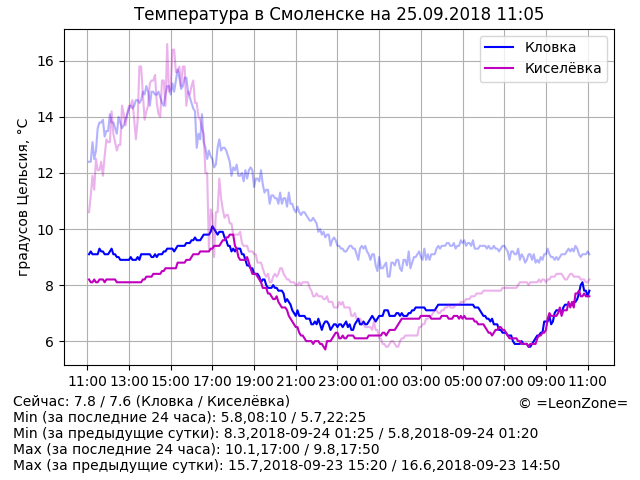 Температура в Смоленске на 25.09.2018 11:05
Кловка
Киселёвка
градусов Цельсия, °C
16
14
12
10
8
6
11:00 13:00 15:00 17:00 19:00 21:00 23:00 01:00 03:00 05:00 07:00 09:00 11:00
Сейчас: 7.8 / 7.6 (Кловка / Киселёвка)
© =LeonZone=
Min (за последние 24 часа): 5.8,08:10 / 5.7,22:25
Min (за предыдущие сутки): 8.3,2018-09-24 01:25 / 5.8,2018-09-24 01:20
Max (за последние 24 часа): 10.1,17:00 / 9.8,17:50
Max (за предыдущие сутки): 15.7,2018-09-23 15:20 / 16.6,2018-09-23 14:50